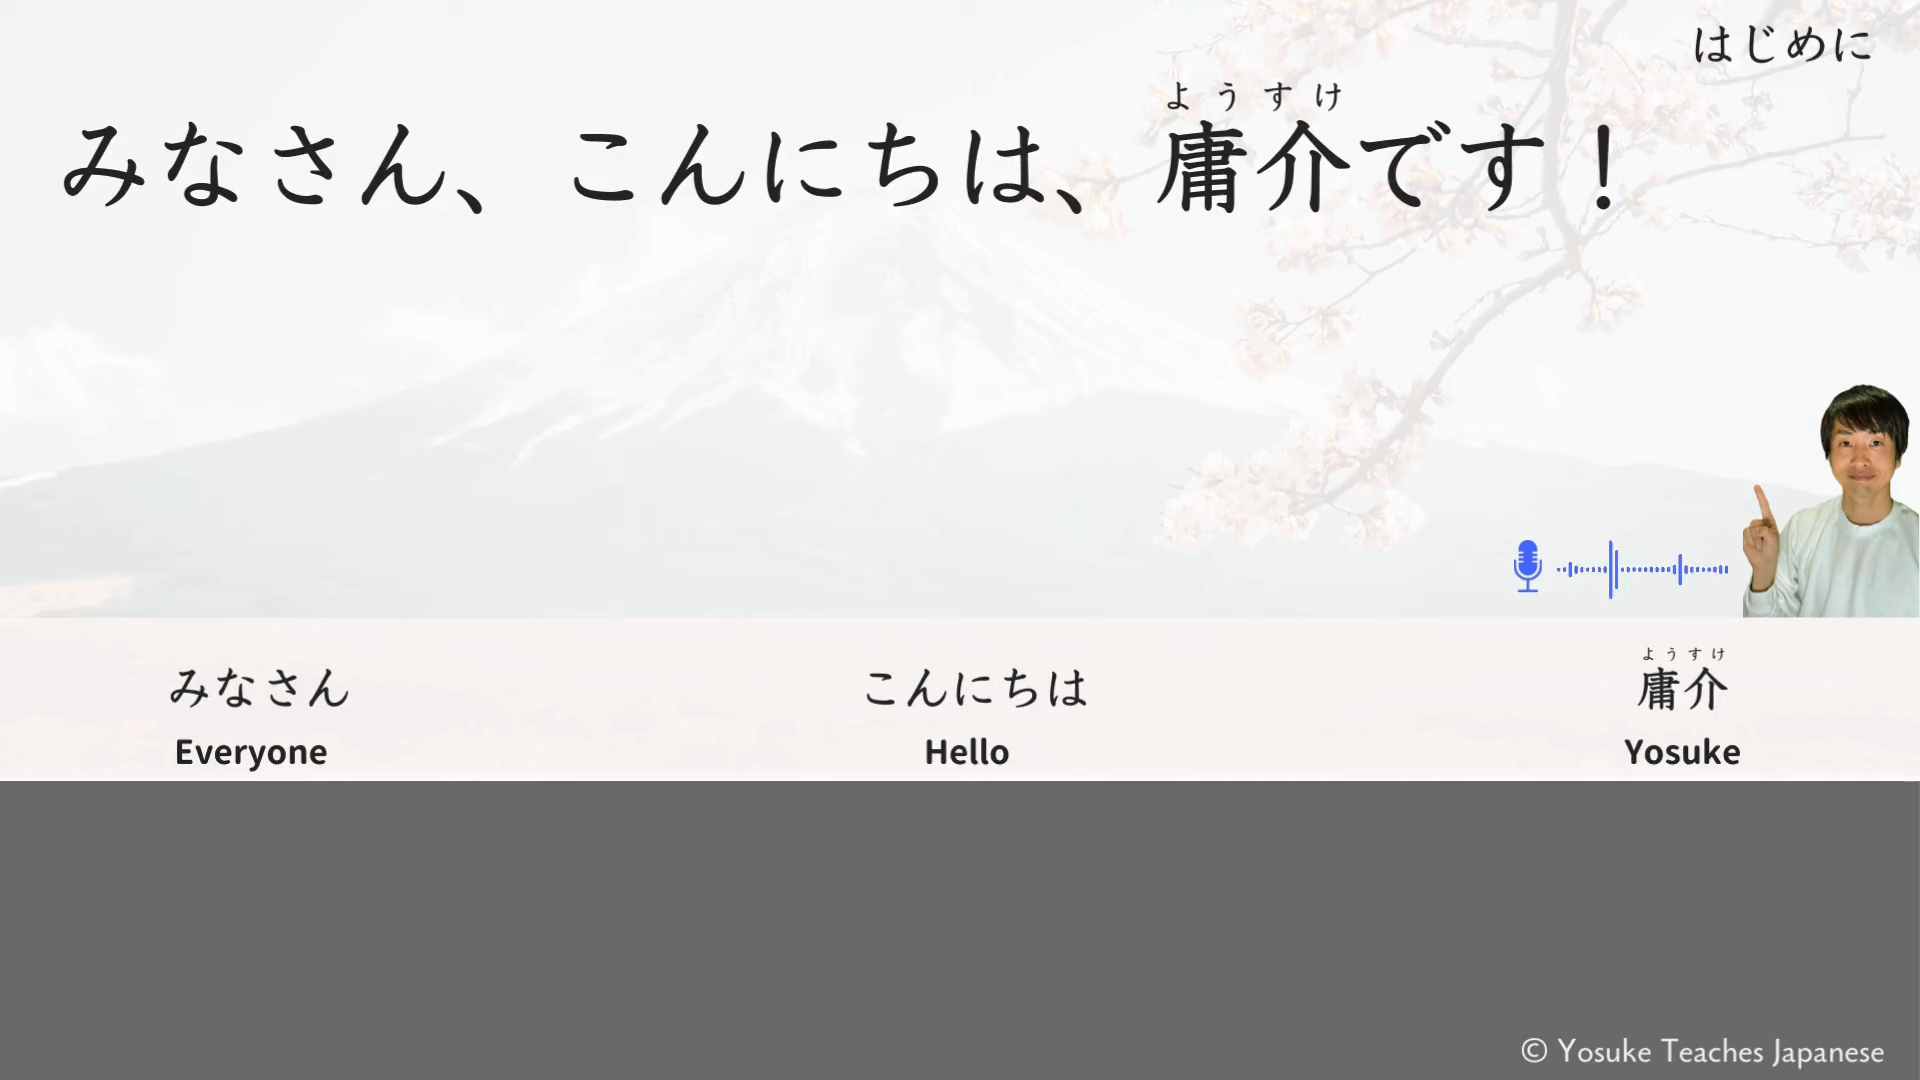 はじめに
ようすけ
みなさん、こんにちは、庸介です！
ようすけ
みなさん こんにちは 庸介
Everyone Hello Yosuke
© Yosuke Teaches Japanese